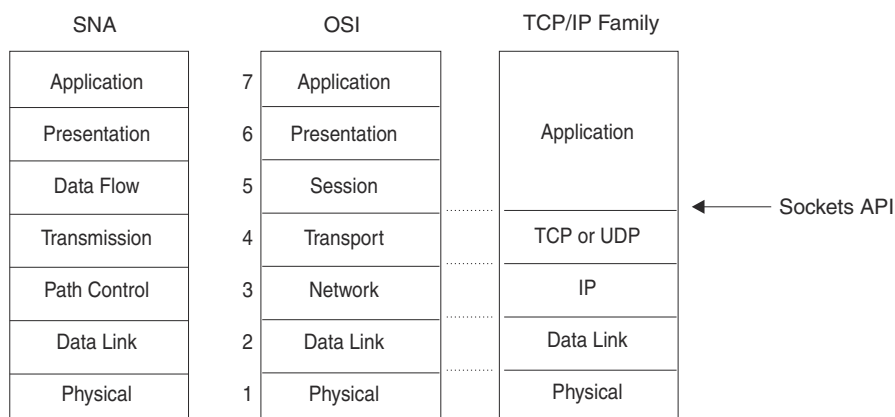 SNA OSI TCP/IP Family
Application 7 Application
Presentation 6 Presentation Application
Data Flow 5 Session
Sockets API
Transmission 4 Transport TCP or UDP
Path Control 3 Network IP
Data Link 2 Data Link Data Link
Physical 1 Physical Physical